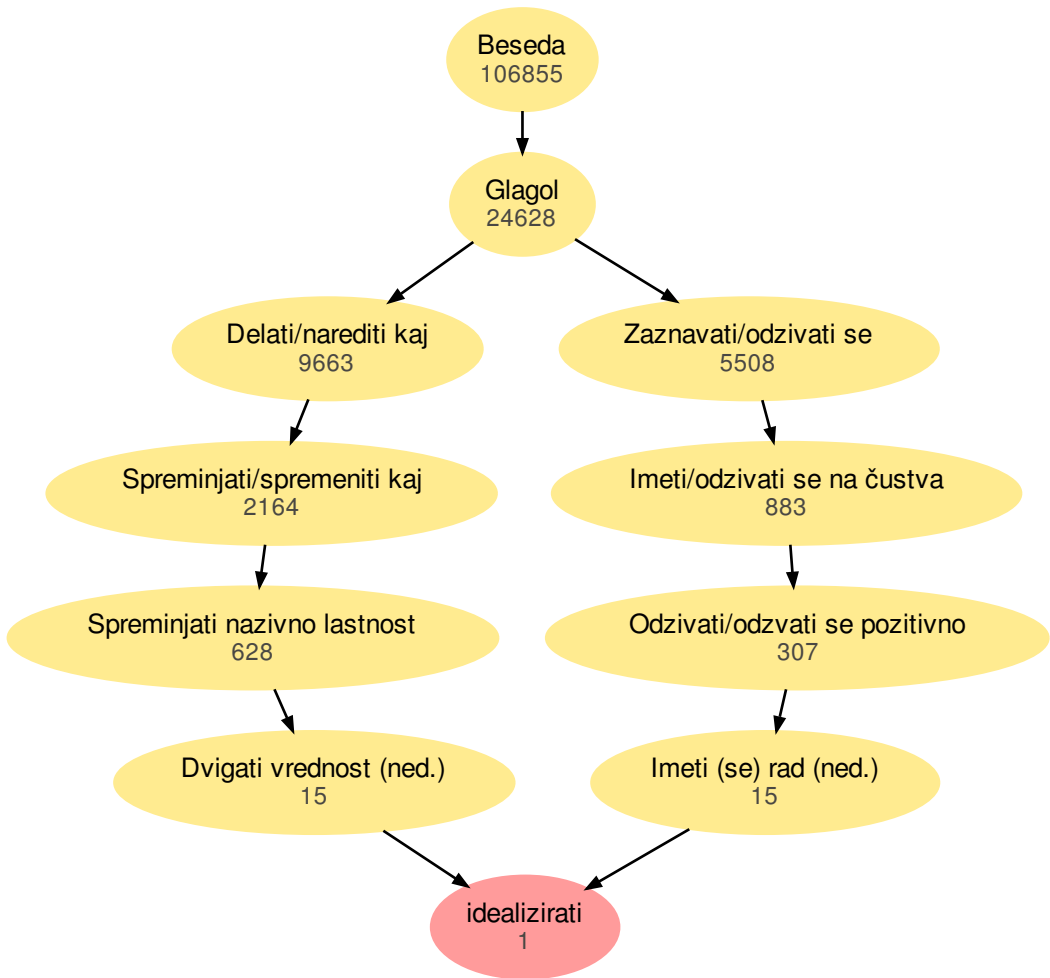 Beseda
106855
Glagol
24628
Delati/narediti kaj
9663
Zaznavati/odzivati se
5508
Spreminjati/spremeniti kaj
2164
Imeti/odzivati se na čustva
883
Spreminjati nazivno lastnost
628
Odzivati/odzvati se pozitivno
307
Dvigati vrednost (ned.)
15
Imeti (se) rad (ned.)
15
idealizirati
1